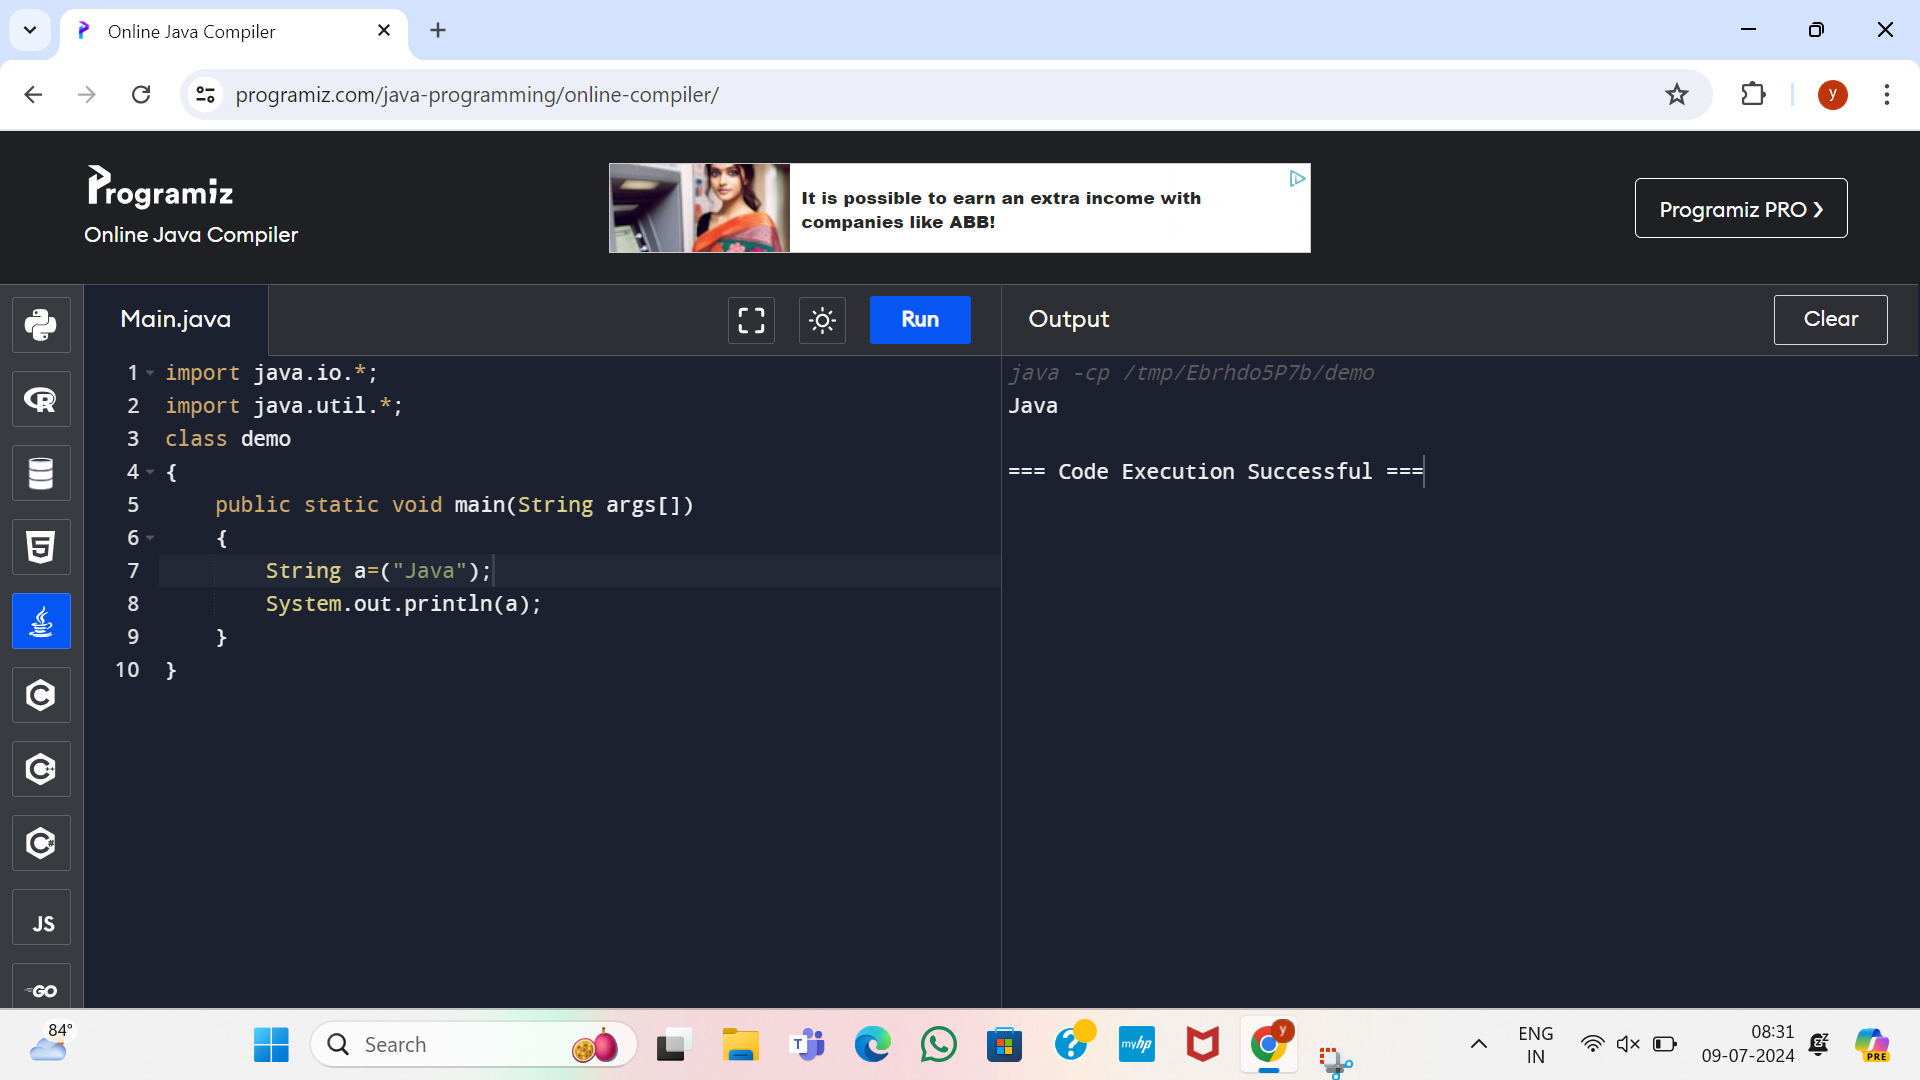 Online Java Compiler
programiz.com/java-programming/online-compiler/
y
Programiz
Online Java Compiler
It is possible to earn an extra income with
companies like ABB!
Programiz PRO ❯
Main.java
Run
Output
Clear
1 import java.io.*;
2 import java.util.*;
3 class demo
4 {
5 public static void main(String args[])
6 {
7 String a=("Java");
8 System.out.println(a);
9 }
10 }
java -cp /tmp/Ebrhdo5P7b/demo
Java
=== Code Execution Successful ===
R
5
C
C++
C#
JS
GO
84°
Search
T
?
myhp
y
ENG
IN
08:31
09-07-2024
PRE